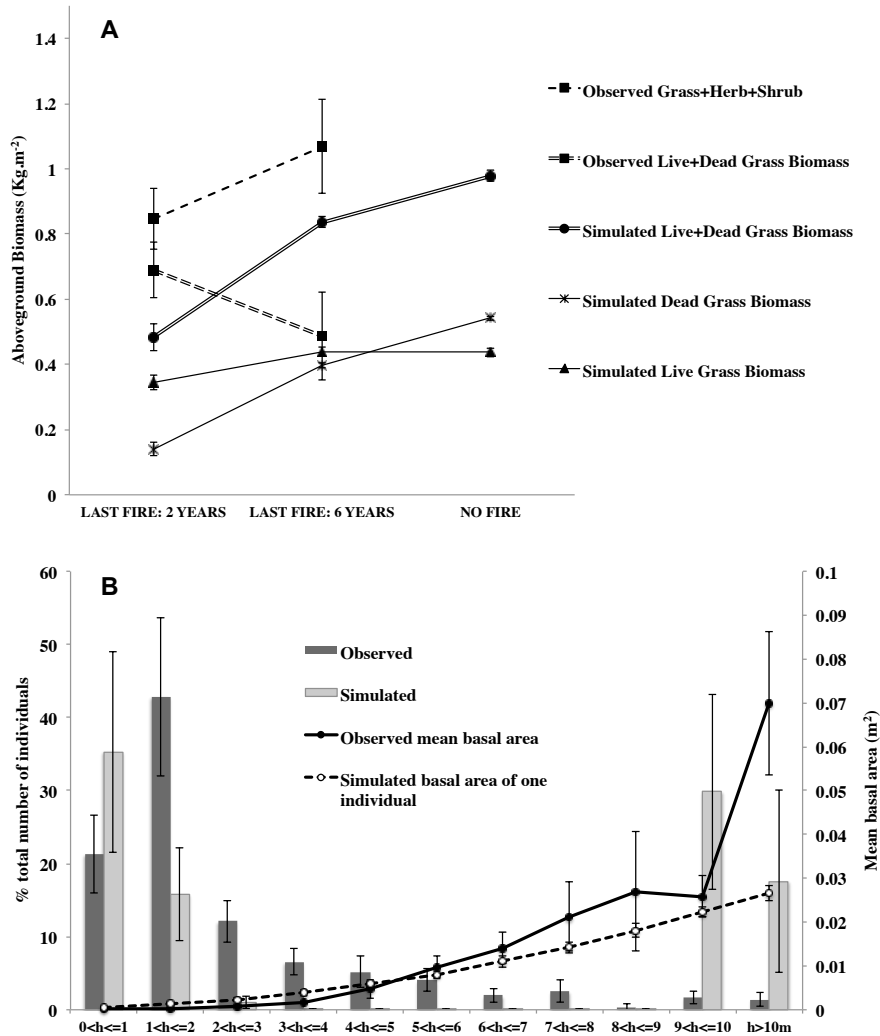 A
1.4
1.2
1
0.8
0.6
0.4
0.2
0
Aboveground Biomass (Kg.m-2)
LAST FIRE: 2 YEARS
LAST FIRE: 6 YEARS
NO FIRE
Observed Grass+Herb+Shrub
Observed Live+Dead Grass Biomass
Simulated Live+Dead Grass Biomass
Simulated Dead Grass Biomass
Simulated Live Grass Biomass
B
60
50
40
30
20
10
0
% total number of individuals
Observed
Simulated
Observed mean basal area
Simulated basal area of one
individual
0.1
0.09
0.08
0.07
0.06
0.05
0.04
0.03
0.02
0.01
0
Mean basal area (m2)
0<h<=1
1<h<=2
2<h<=3
3<h<=4
4<h<=5
5<h<=6
6<h<=7
7<h<=8
8<h<=9
9<h<=10
h>10m